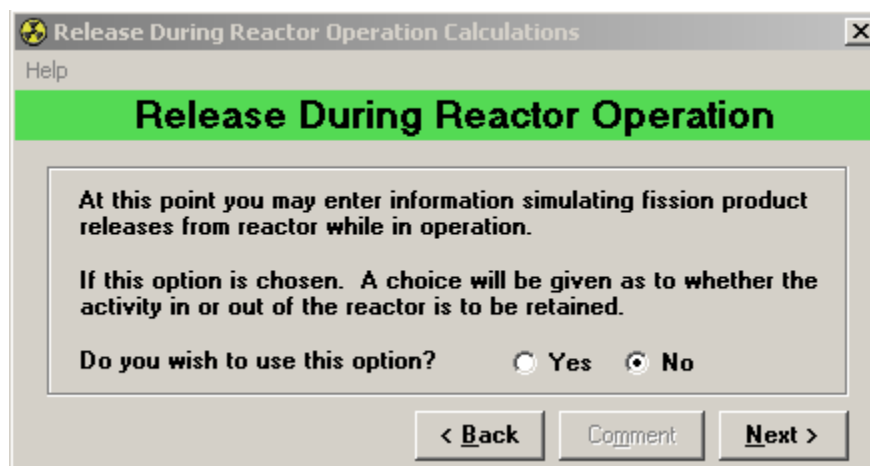 Release During Reactor Operation Calculations
Help
Release During Reactor Operation
At this point you may enter information simulating fission product
releases from reactor while in operation.
If this option is chosen. A choice will be given as to whether the
activity in or out of the reactor is to be retained.
Do you wish to use this option? Yes No
< Back Comment Next >